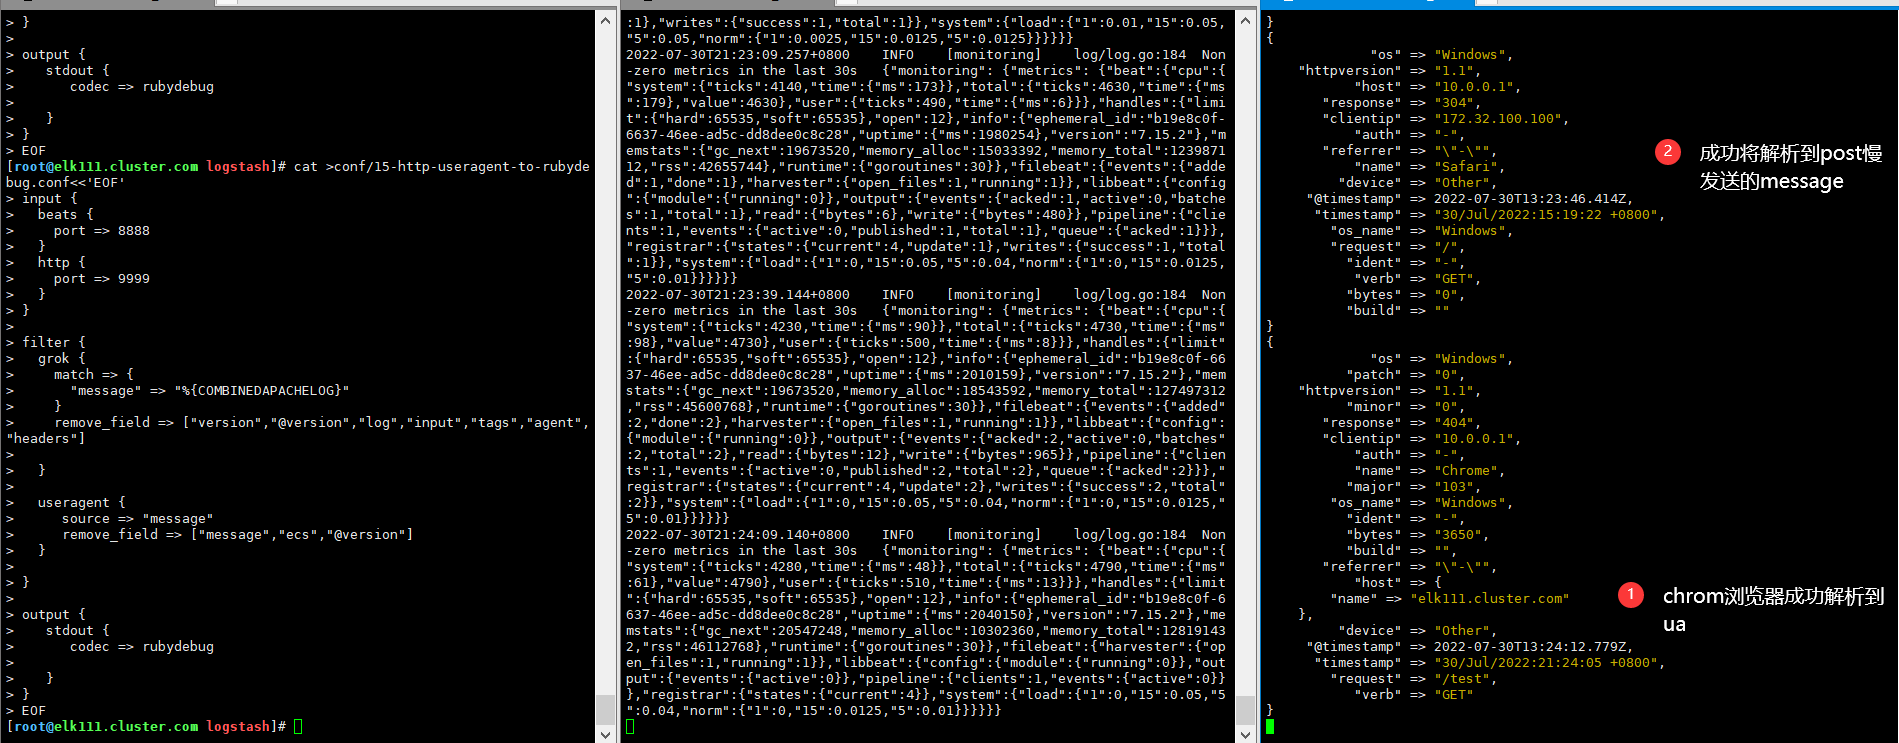 > }
>
> output {
>    stdout {
>       codec => rubydebug
>
>    }
> }
> EOF
[root@elk111.cluster.com logstash]# cat >conf/15-http-useragent-to-rubyde
bug.conf<<'EOF'
> input {
>   beats {
>     port => 8888
>   }
>   http {
>     port => 9999
>   }
> }
>
> filter {
>   grok {
>     match => {
>       "message" => "%{COMBINEDAPACHELOG}"
>     }
>     remove_field => ["version","@version","log","input","tags","agent",
"headers"]
>
>   }
>
>   useragent {
>      source => "message"
>      remove_field => ["message","ecs","@version"]
>   }
>
> }
>
> output {
>    stdout {
>       codec => rubydebug
>
>    }
> }
> EOF
[root@elk111.cluster.com logstash]#
:1},"writes":{"success":1,"total":1}},"system":{"load":{"1":0.01,"15":0.05,
"5":0.05,"norm":{"1":0.0025,"15":0.0125,"5":0.0125}}}}}}
2022-07-30T21:23:09.257+0800    INFO    [monitoring]    log/log.go:184  Non
-zero metrics in the last 30s   {"monitoring": {"metrics": {"beat":{"cpu":{
"system":{"ticks":4140,"time":{"ms":173}},"total":{"ticks":4630,"time":{"ms
":179},"value":4630},"user":{"ticks":490,"time":{"ms":6}}},"handles":{"limi
t":{"hard":65535,"soft":65535},"open":12},"info":{"ephemeral_id":"b19e8c0f-
6637-46ee-ad5c-dd8dee0c8c28","uptime":{"ms":1980254},"version":"7.15.2"},"m
emstats":{"gc_next":19673520,"memory_alloc":15033392,"memory_total":1239871
12,"rss":42655744},"runtime":{"goroutines":30}},"filebeat":{"events":{"adde
d":1,"done":1},"harvester":{"open_files":1,"running":1}},"libbeat":{"config
":{"module":{"running":0}},"output":{"events":{"acked":1,"active":0,"batche
s":1,"total":1},"read":{"bytes":6},"write":{"bytes":480}},"pipeline":{"clie
nts":1,"events":{"active":0,"published":1,"total":1},"queue":{"acked":1}}},
"registrar":{"states":{"current":4,"update":1},"writes":{"success":1,"total
":1}},"system":{"load":{"1":0,"15":0.05,"5":0.04,"norm":{"1":0,"15":0.0125,
"5":0.01}}}}}}
2022-07-30T21:23:39.144+0800    INFO    [monitoring]    log/log.go:184  Non
-zero metrics in the last 30s   {"monitoring": {"metrics": {"beat":{"cpu":{
"system":{"ticks":4230,"time":{"ms":90}},"total":{"ticks":4730,"time":{"ms"
:98},"value":4730},"user":{"ticks":500,"time":{"ms":8}}},"handles":{"limit"
:{"hard":65535,"soft":65535},"open":12},"info":{"ephemeral_id":"b19e8c0f-66
37-46ee-ad5c-dd8dee0c8c28","uptime":{"ms":2010159},"version":"7.15.2"},"mem
stats":{"gc_next":19673520,"memory_alloc":18543592,"memory_total":127497312
,"rss":45600768},"runtime":{"goroutines":30}},"filebeat":{"events":{"added"
:2,"done":2},"harvester":{"open_files":1,"running":1}},"libbeat":{"config":
{"module":{"running":0}},"output":{"events":{"acked":2,"active":0,"batches"
:2,"total":2},"read":{"bytes":12},"write":{"bytes":965}},"pipeline":{"clien
ts":1,"events":{"active":0,"published":2,"total":2},"queue":{"acked":2}}},"
registrar":{"states":{"current":4,"update":2},"writes":{"success":2,"total"
:2}},"system":{"load":{"1":0,"15":0.05,"5":0.04,"norm":{"1":0,"15":0.0125,"
5":0.01}}}}}}
2022-07-30T21:24:09.140+0800    INFO    [monitoring]    log/log.go:184  Non
-zero metrics in the last 30s   {"monitoring": {"metrics": {"beat":{"cpu":{
"system":{"ticks":4280,"time":{"ms":48}},"total":{"ticks":4790,"time":{"ms"
:61},"value":4790},"user":{"ticks":510,"time":{"ms":13}}},"handles":{"limit
":{"hard":65535,"soft":65535},"open":12},"info":{"ephemeral_id":"b19e8c0f-6
637-46ee-ad5c-dd8dee0c8c28","uptime":{"ms":2040150},"version":"7.15.2"},"me
mstats":{"gc_next":20547248,"memory_alloc":10302360,"memory_total":12819143
2,"rss":46112768},"runtime":{"goroutines":30}},"filebeat":{"harvester":{"op
en_files":1,"running":1}},"libbeat":{"config":{"module":{"running":0}},"out
put":{"events":{"active":0}},"pipeline":{"clients":1,"events":{"active":0}}
},"registrar":{"states":{"current":4}},"system":{"load":{"1":0,"15":0.05,"5
":0.04,"norm":{"1":0,"15":0.0125,"5":0.01}}}}}}
}
{
"os" => "Windows",
"httpversion" => "1.1",
"host" => "10.0.0.1",
"response" => "304",
"clientip" => "172.32.100.100",
"auth" => "-",
"referrer" => "\"-\"",
"name" => "Safari",
"device" => "Other",
"@timestamp" => 2022-07-30T13:23:46.414Z,
"timestamp" => "30/Jul/2022:15:19:22 +0800",
"os_name" => "Windows",
"request" => "/",
"ident" => "-",
"verb" => "GET",
"bytes" => "0",
"build" => ""
}
{
"os" => "Windows",
"patch" => "0",
"httpversion" => "1.1",
"minor" => "0",
"response" => "404",
"clientip" => "10.0.0.1",
"auth" => "-",
"name" => "Chrome",
"major" => "103",
"os_name" => "Windows",
"ident" => "-",
"bytes" => "3650",
"build" => "",
"referrer" => "\"-\"",
"host" => {
"name" => "elk111.cluster.com"
},
"device" => "Other",
"@timestamp" => 2022-07-30T13:24:12.779Z,
"timestamp" => "30/Jul/2022:21:24:05 +0800",
"request" => "/test",
"verb" => "GET"
}
2 成功将解析到post慢
发送的message
1 chrom浏览器成功解析到
ua